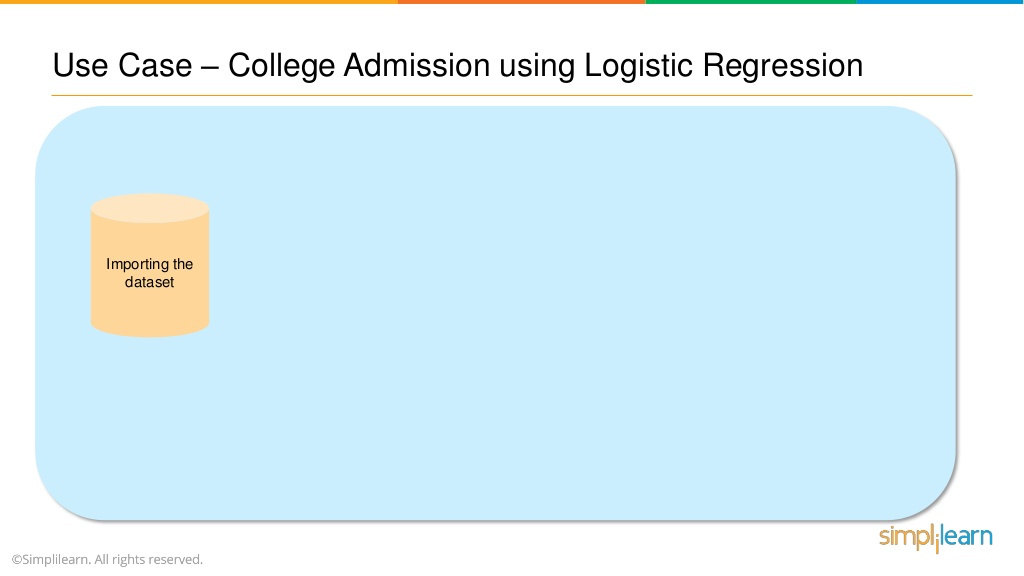 Use Case – College Admission using Logistic Regression
Importing the
dataset
simplilearn
©Simplilearn. All rights reserved.